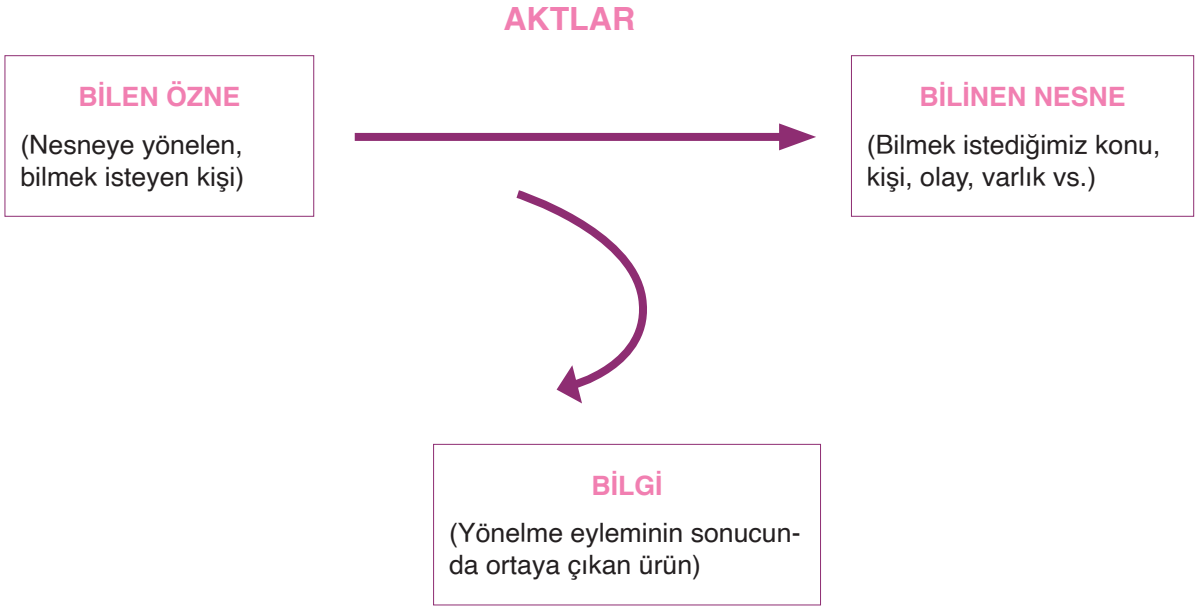 AKTLAR
BİLEN ÖZNE
(Nesneye yönelen,
bilmek isteyen kişi)
BİLİNEN NESNE
(Bilmek istediğimiz konu,
kişi, olay, varlık vs.)
BİLGİ
(Yönelme eyleminin sonucun-
da ortaya çıkan ürün)